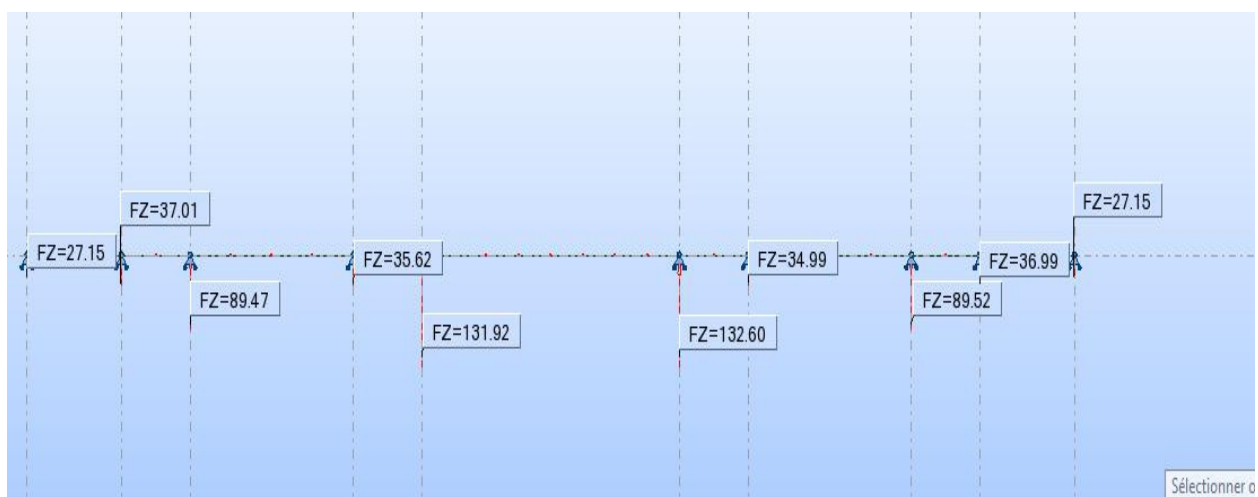 FZ=27.15
FZ=37.01
FZ=27.15
FZ=35.62
FZ=34.99
FZ=36.99
FZ=89.47
FZ=89.52
FZ=131.92
FZ=132.60
Sélectionner o